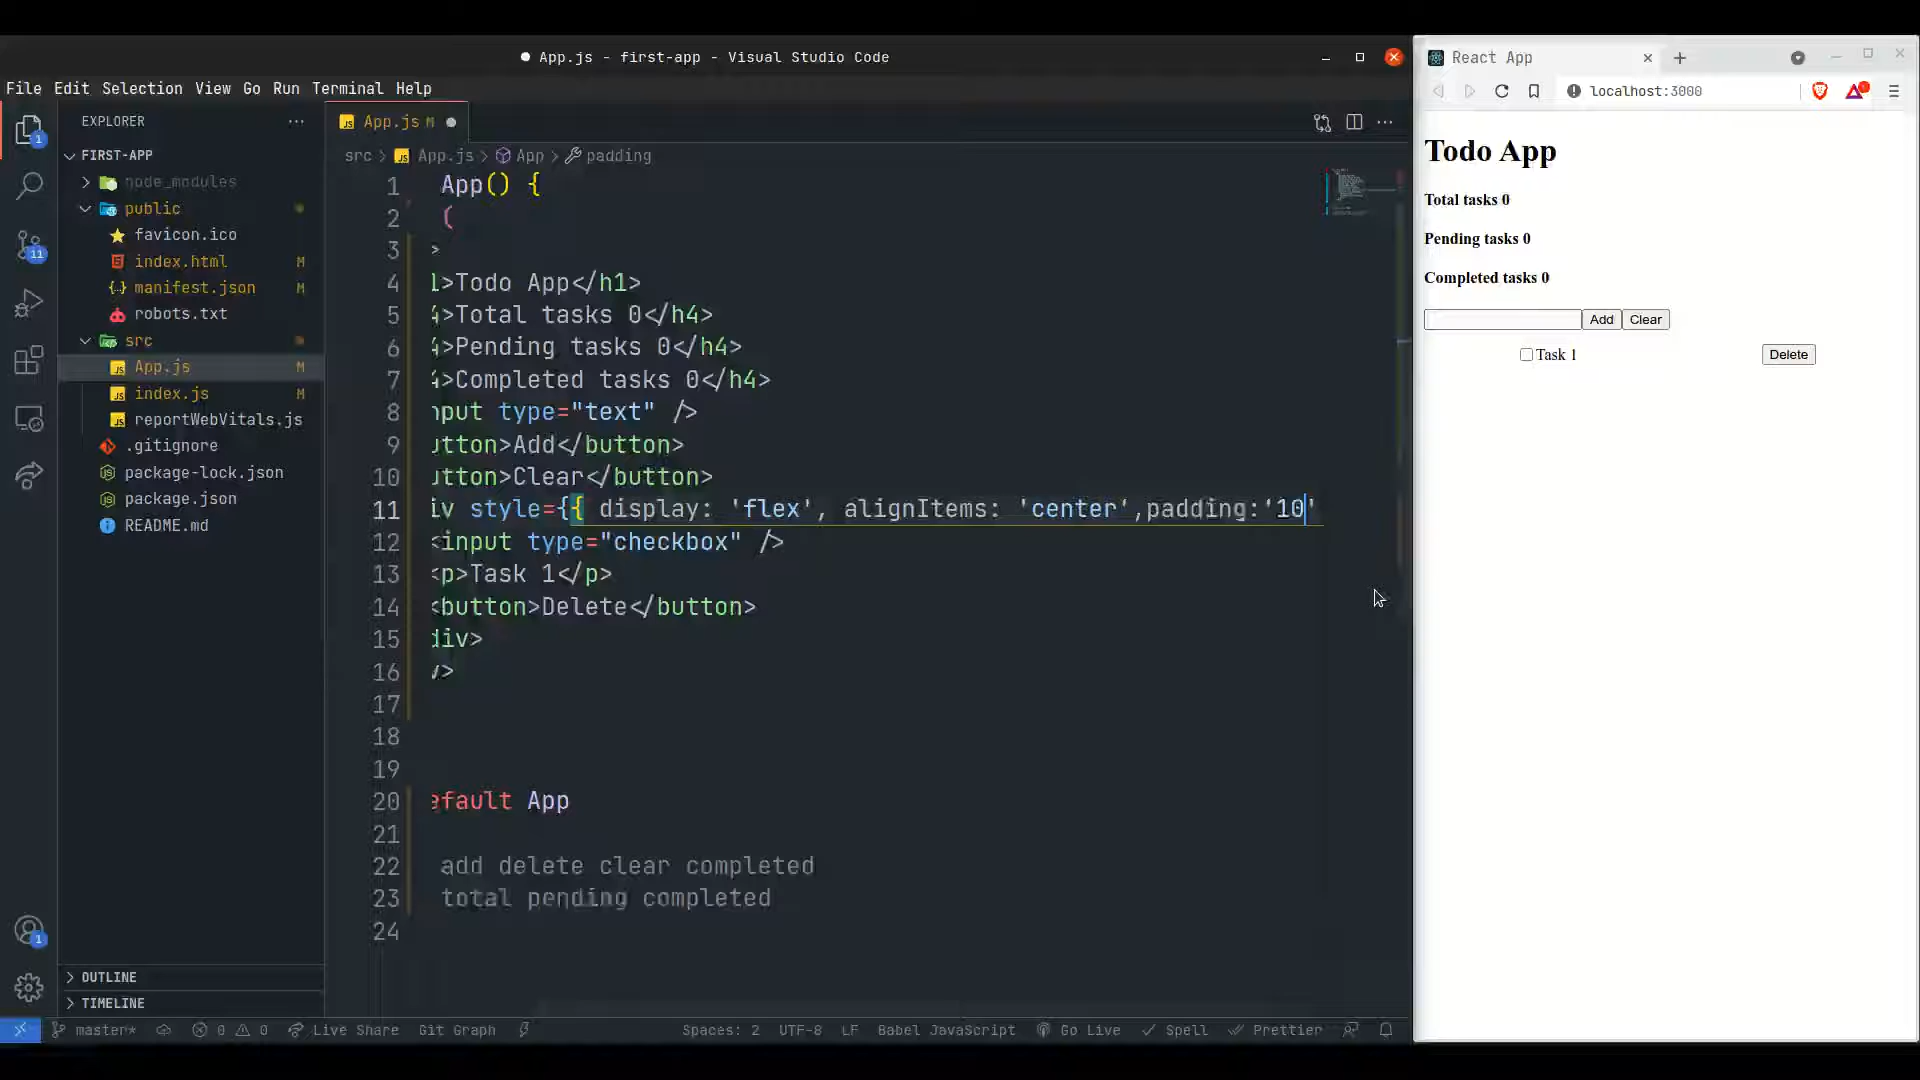 App.js - first-app - Visual Studio Code
File Edit Selection View Go Run Terminal Help
EXPLORER
FIRST-APP
node_modules
public
favicon.ico
index.html M
manifest.json M
robots.txt
src
App.js M
index.js M
reportWebVitals.js
.gitignore
package-lock.json
package.json
README.md
OUTLINE
TIMELINE
1
11
1
App.js M
src > App.js > App > padding
1 App() {
2 (
3 >
4 1>Todo App</h1>
5 4>Total tasks 0</h4>
6 4>Pending tasks 0</h4>
7 4>Completed tasks 0</h4>
8 nput type="text" />
9 utton>Add</button>
10 utton>Clear</button>
11 iv style={{ display: 'flex', alignItems: 'center',padding:'10'
12 <input type="checkbox" />
13 <p>Task 1</p>
14 <button>Delete</button>
15 div>
16 v>
17
18
19
20 efault App
21
22 add delete clear completed
23 total pending completed
24
master* 0 0 Live Share Git Graph Spaces: 2 UTF-8 LF Babel JavaScript Go Live Spell Prettier
React App
localhost:3000
Todo App
Total tasks 0
Pending tasks 0
Completed tasks 0
Add Clear
Task 1 Delete